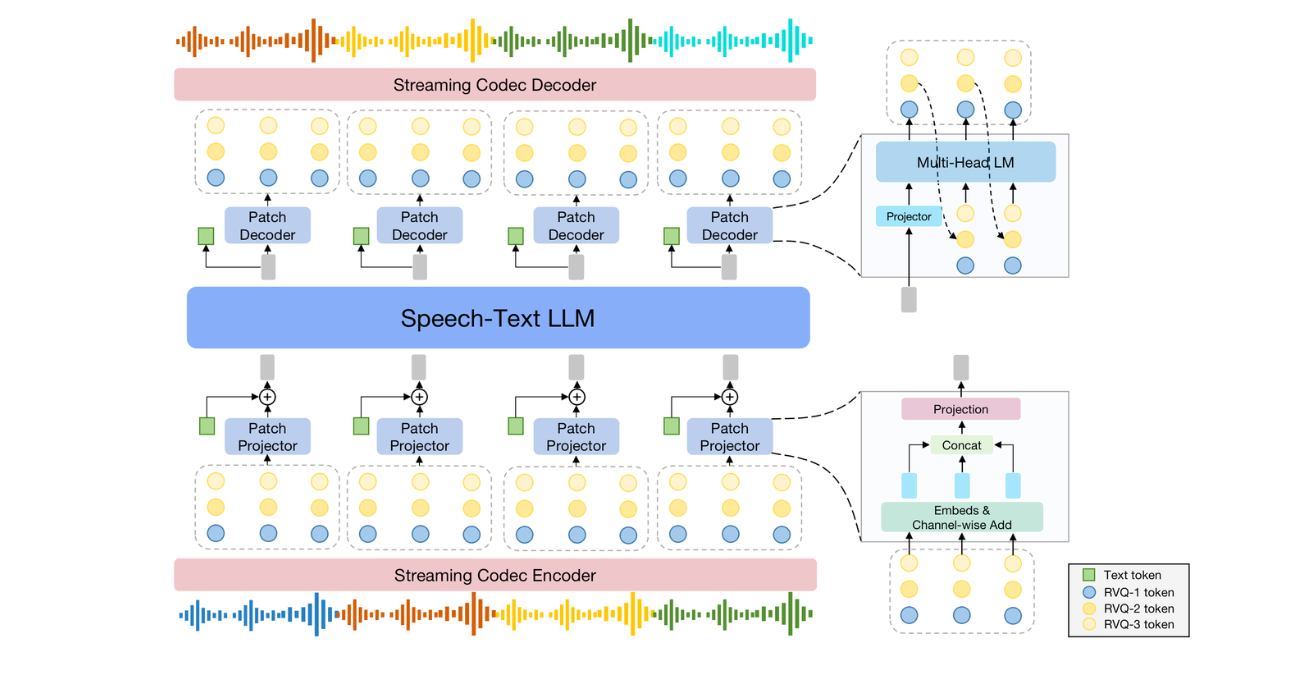 Streaming Codec Decoder
Patch
Decoder
Patch
Decoder
Patch
Decoder
Patch
Decoder
Multi-Head LM
Projector
Speech-Text LLM
Patch
Projector
Patch
Projector
Patch
Projector
Patch
Projector
Projection
Concat
Embeds &
Channel-wise Add
Streaming Codec Encoder
Text token
RVQ-1 token
RVQ-2 token
RVQ-3 token